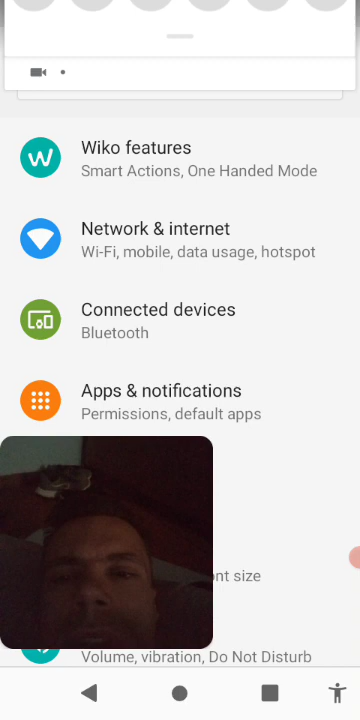 Wiko features
Smart Actions, One Handed Mode
Network & internet
Wi-Fi, mobile, data usage, hotspot
Connected devices
Bluetooth
Apps & notifications
Permissions, default apps
size
Volume, vibration, Do Not Disturb